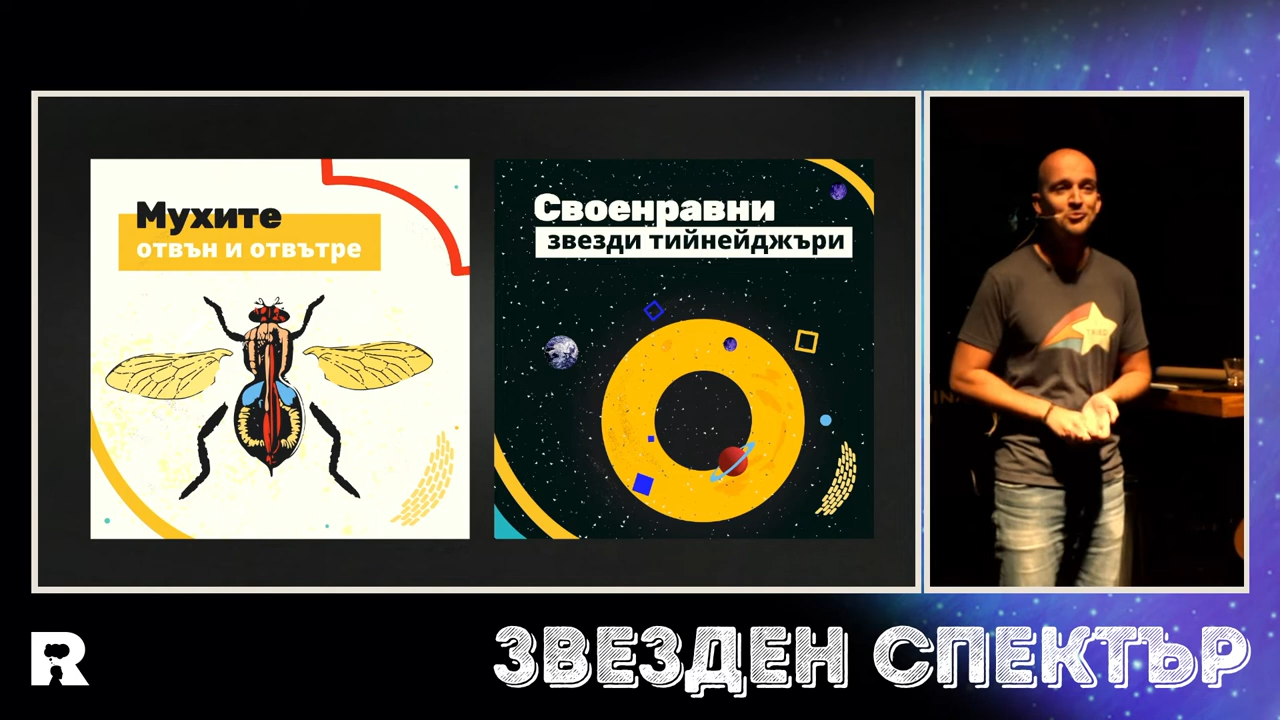 Мухите
отвън и отвътре
Своенравни
звезди тийнейджъри
R
ЗВЕЗДЕН СПЕКТЪР